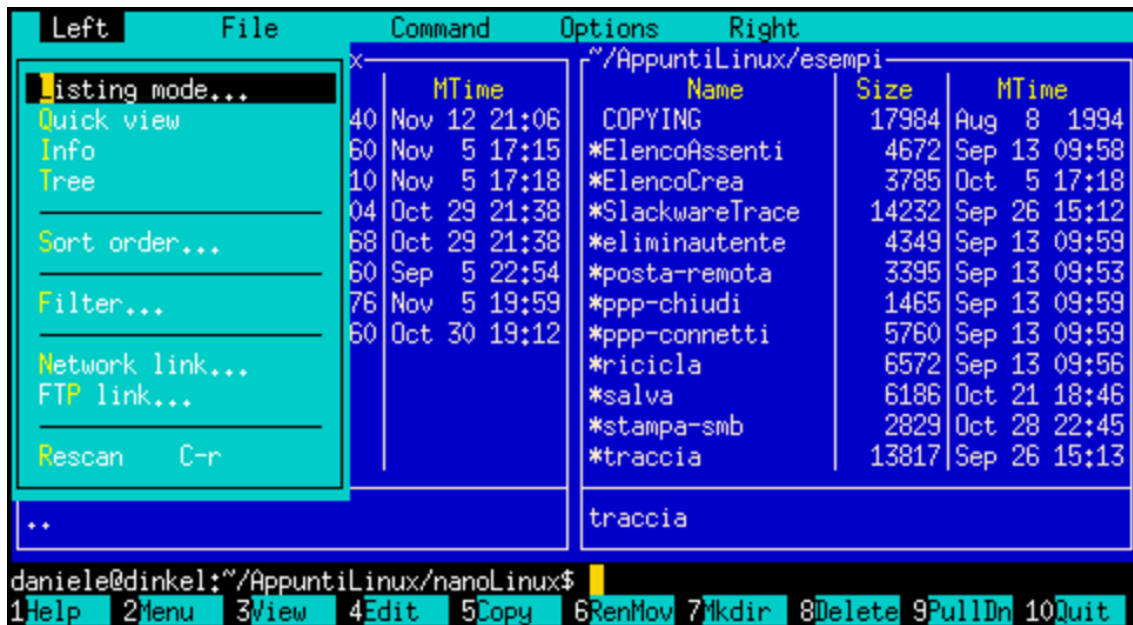 Left File Command Options Right
x ~/AppuntiLinux/esempi
Listing mode... MTime Name Size MTime
Quick view 40 Nov 12 21:06 COPYING 17984 Aug 8 1994
Info 60 Nov 5 17:15 *ElencoAssenti 4672 Sep 13 09:58
Tree 10 Nov 5 17:18 *ElencoCrea 3785 Oct 5 17:18
04 Oct 29 21:38 *SlackwareTrace 14232 Sep 26 15:12
Sort order... 68 Oct 29 21:38 *eliminautente 4349 Sep 13 09:59
60 Sep 5 22:54 *posta-remota 3395 Sep 13 09:53
Filter... 76 Nov 5 19:59 *ppp-chiudi 1465 Sep 13 09:59
60 Oct 30 19:12 *ppp-connetti 5760 Sep 13 09:59
Network link... *ricicla 6572 Sep 13 09:56
FTP link... *salva 6186 Oct 21 18:46
*stampa-smb 2829 Oct 28 22:45
Rescan C-r *traccia 13817 Sep 26 15:13
.. traccia
daniele@dinkel:~/AppuntiLinux/nanoLinux$
1Help 2Menu 3View 4Edit 5Copy 6RenMov 7Mkdir 8Delete 9PullDn 10Quit